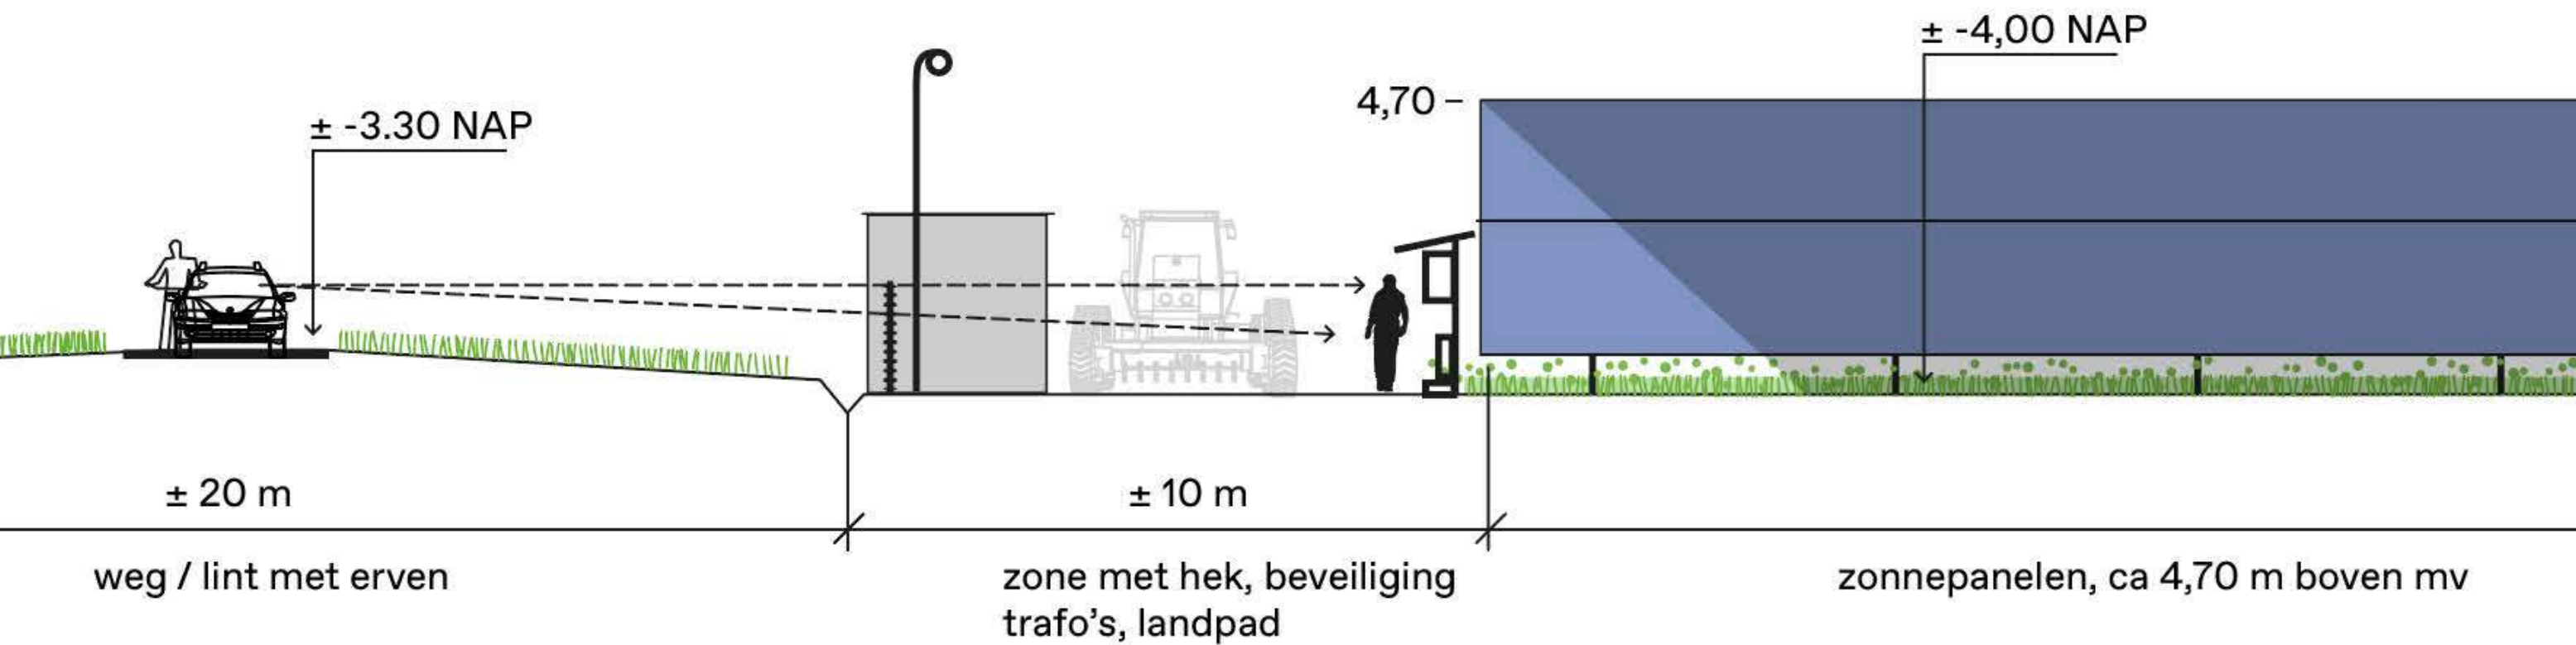 ± -4,00 NAP
4,70 –
± -3.30 NAP
± 20 m
± 10 m
weg / lint met erven
zone met hek, beveiliging
trafo’s, landpad
zonnepanelen, ca 4,70 m boven mv